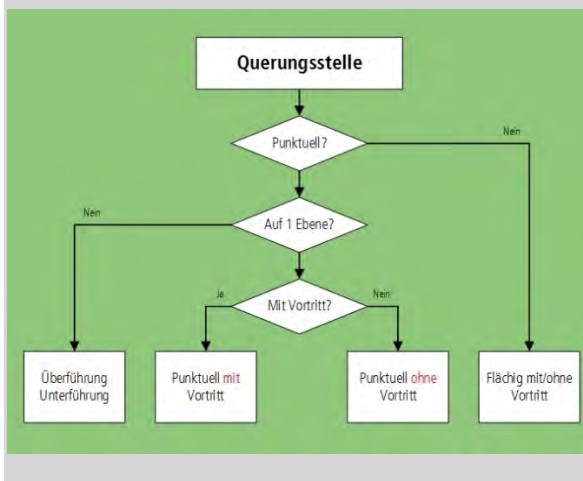 Querungsstelle
Punktuell?
Nein
Auf 1 Ebene?
Nein
Mit Vortritt?
Ja
Nein
Überführung
Unterführung
Punktuell mit
Vortritt
Punktuell ohne
Vortritt
Flächig mit/ohne
Vortritt